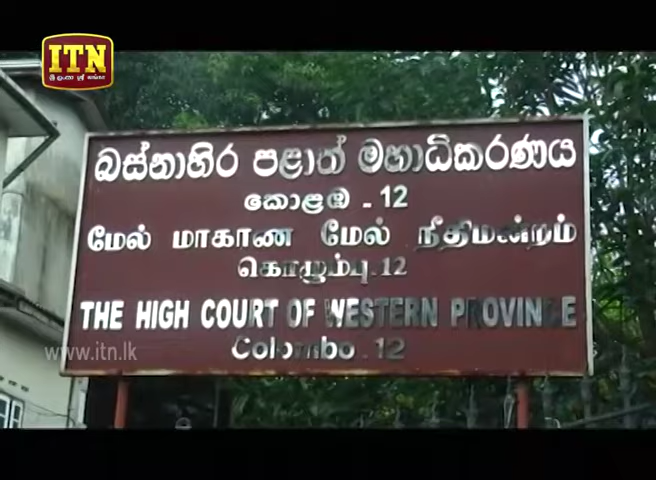 ITN
ශ්‍රී ලංකා ஸ்ரீ லங்கா
බස්නාහිර පළාත් මහාධිකරණය
කොළඹ - 12
மேல் மாகாண மேல் நீதிமன்றம்
கொழும்பு 12
THE HIGH COURT OF WESTERN PROVINCE
Colombo - 12
www.itn.lk